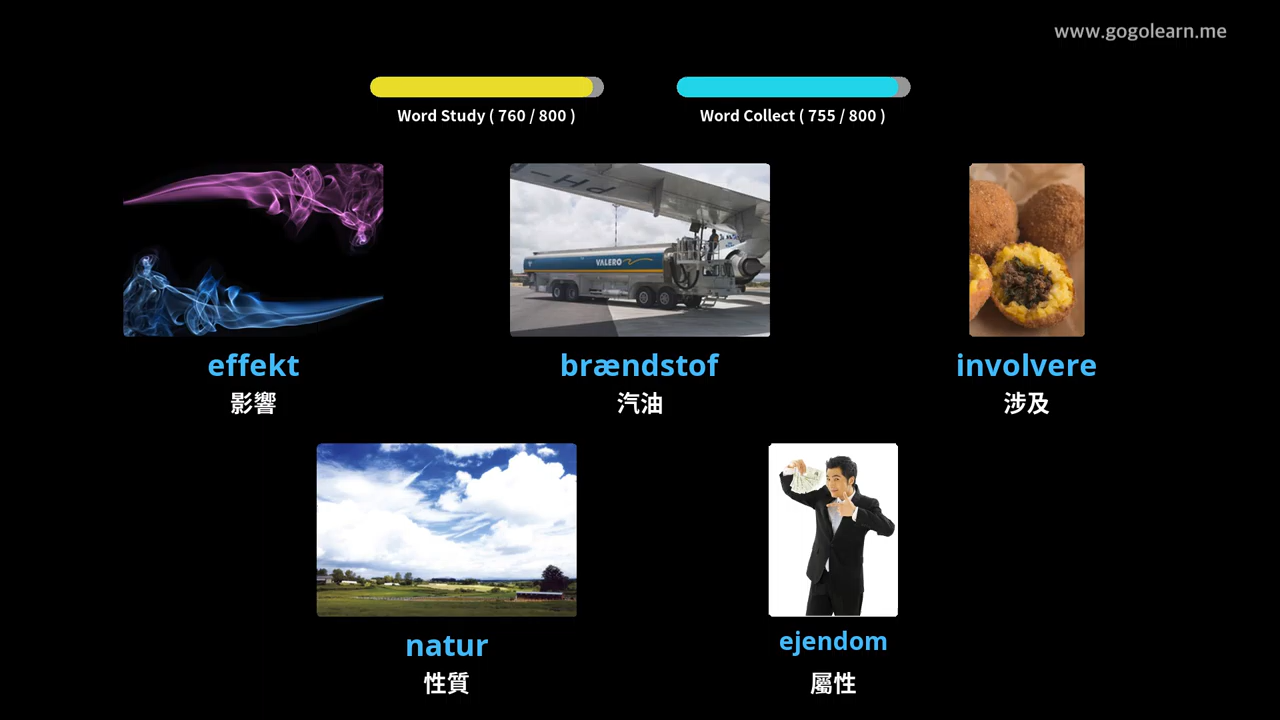 www.gogolearn.me
Word Study ( 760 / 800 )
Word Collect ( 755 / 800 )
VALERO
effekt
影響
brændstof
汽油
involvere
涉及
natur
性質
ejendom
屬性